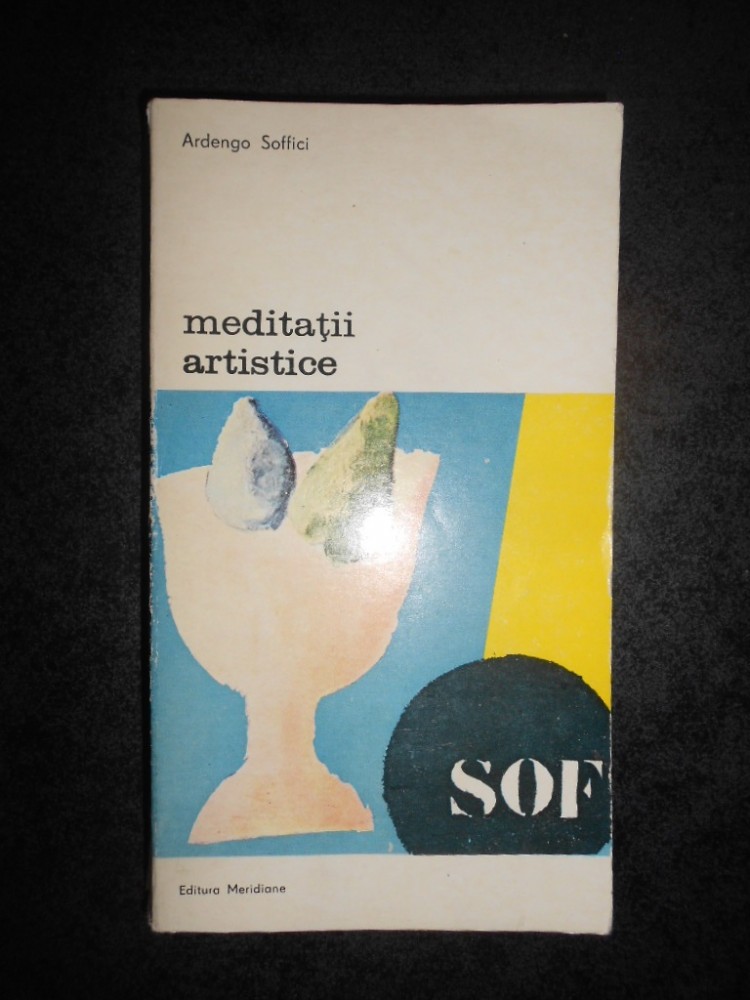 Ardengo Soffici
meditaţii
artistice
SOF
Editura Meridiane